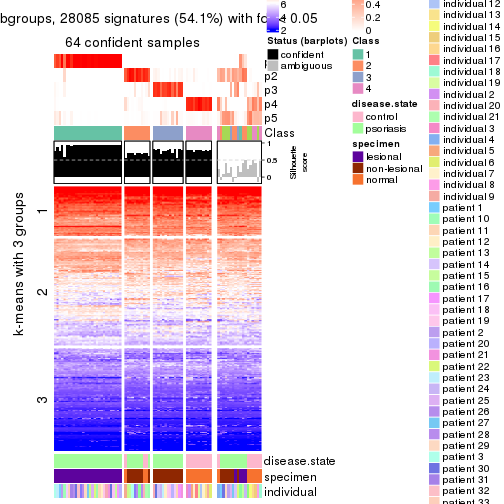 bgroups, 28085 signatures (54.1%) with fdr < 0.05
64 confident samples
p2
p3
p4
p5
Class
1
0.5
0
Silhouette
score
k-means with 3 groups
1
2
3
disease.state
specimen
individual
6
4
2
0.4
0.2
0
Status (barplots)
confident
ambiguous
Class
1
2
3
4
disease.state
control
psoriasis
specimen
lesional
non-lesional
normal
individual 12
individual 13
individual 14
individual 15
individual 16
individual 17
individual 18
individual 19
individual 2
individual 20
individual 21
individual 3
individual 4
individual 5
individual 6
individual 7
individual 8
individual 9
patient 1
patient 10
patient 11
patient 12
patient 13
patient 14
patient 15
patient 16
patient 17
patient 18
patient 19
patient 2
patient 20
patient 21
patient 22
patient 23
patient 24
patient 25
patient 26
patient 27
patient 28
patient 29
patient 3
patient 30
patient 31
patient 32
patient 33